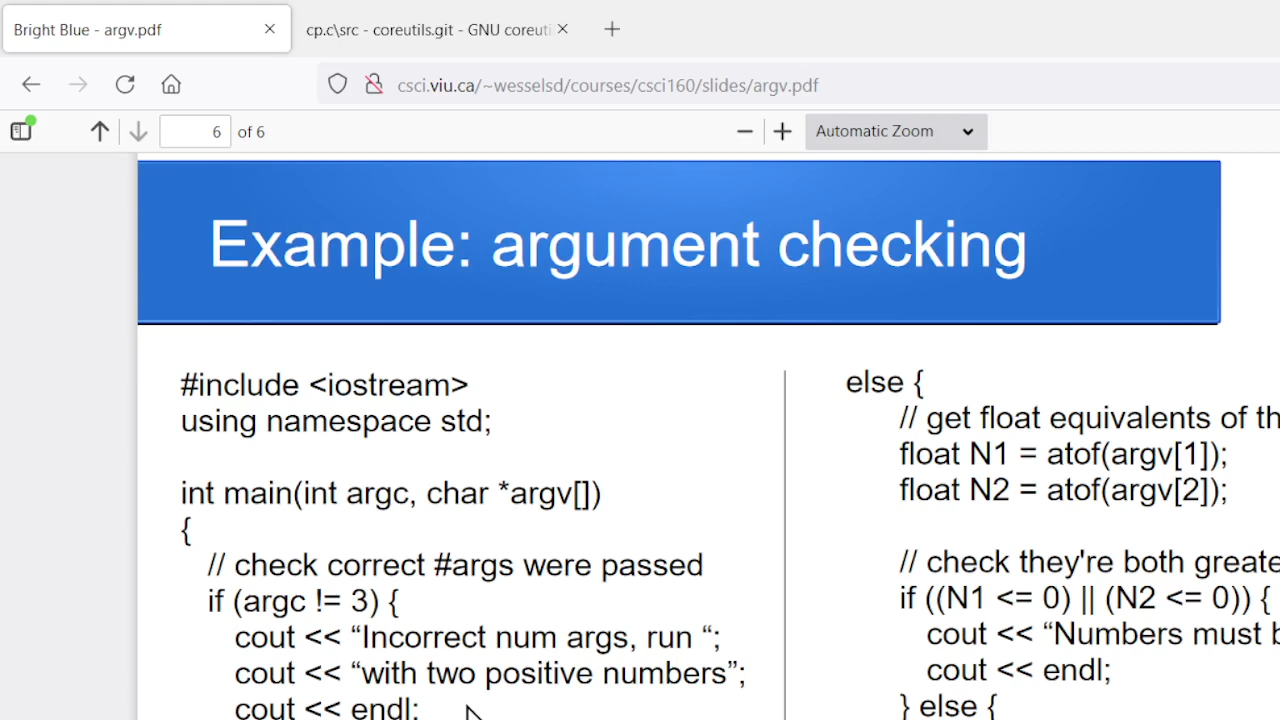 Bright Blue - argv.pdf
cp.c\src - coreutils.git - GNU coreuti
csci.viu.ca/~wesselsd/courses/csci160/slides/argv.pdf
6 of 6
Automatic Zoom
Example: argument checking
#include <iostream>
using namespace std;
int main(int argc, char *argv[])
{
// check correct #args were passed
if (argc != 3) {
cout << “Incorrect num args, run “;
cout << “with two positive numbers”;
cout << endl;
else {
// get float equivalents of th
float N1 = atof(argv[1]);
float N2 = atof(argv[2]);
// check they're both greate
if ((N1 <= 0) || (N2 <= 0)) {
cout << “Numbers must b
cout << endl;
} else {